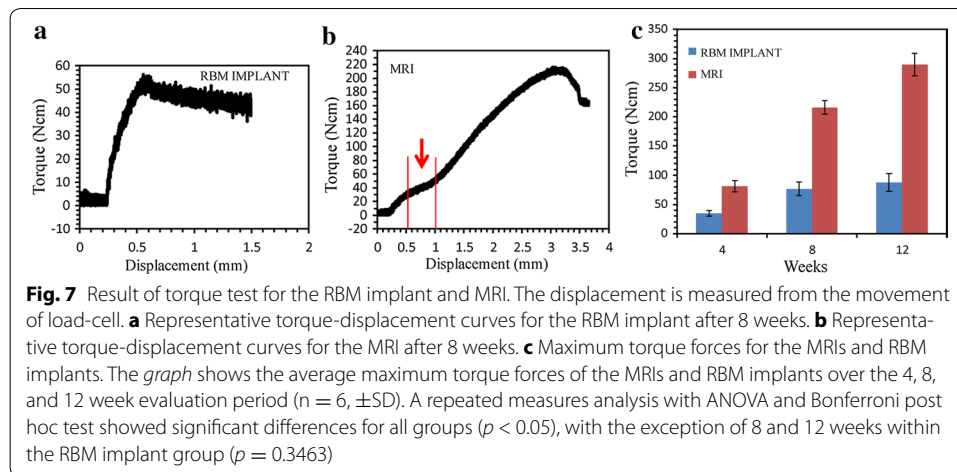 a
b
c
60
50
40
30
20
10
0
-10
Torque (Ncm)
RBM IMPLANT
0 0.5 1 1.5 2
Displacement (mm)
240
220
200
180
160
140
120
100
80
60
40
20
0
-20
Torque (Ncm)
MRI
0 0.5 1 1.5 2 2.5 3 3.5 4
Displacement (mm)
350
300
250
200
150
100
50
0
Torque (Ncm)
RBM IMPLANT
MRI
4 8 12
Weeks
Fig. 7 Result of torque test for the RBM implant and MRI. The displacement is measured from the movement
of load-cell. a Representative torque-displacement curves for the RBM implant after 8 weeks. b Representa-
tive torque-displacement curves for the MRI after 8 weeks. c Maximum torque forces for the MRIs and RBM
implants. The graph shows the average maximum torque forces of the MRIs and RBM implants over the 4, 8,
and 12 week evaluation period (n = 6, ±SD). A repeated measures analysis with ANOVA and Bonferroni post
hoc test showed significant differences for all groups (p < 0.05), with the exception of 8 and 12 weeks within
the RBM implant group (p = 0.3463)